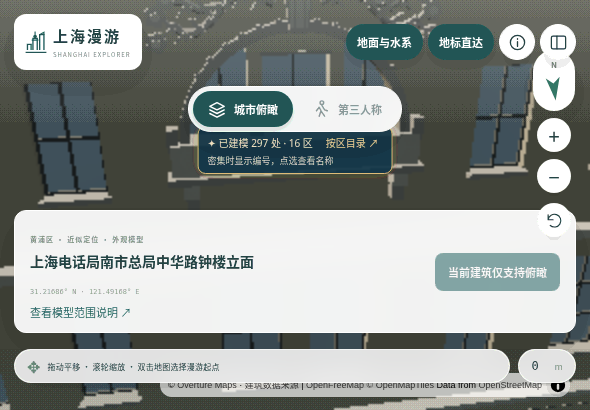 上海漫游
SHANGHAI EXPLORER
地面与水系
地标直达
N
城市俯瞰
第三人称
✦ 已建模 297 处 · 16 区 按区目录 ↗
密集时显示编号，点选查看名称
+
−
黄浦区 • 近似定位 • 外观模型
上海电话局南市总局中华路钟楼立面
31.21686° N · 121.49168° E
查看模型范围说明 ↗
当前建筑仅支持俯瞰
拖动平移 • 滚轮缩放 • 双击地图选择漫游起点
0 m
© Overture Maps · 建筑数据来源 | OpenFreeMap © OpenMapTiles Data from OpenStreetMap